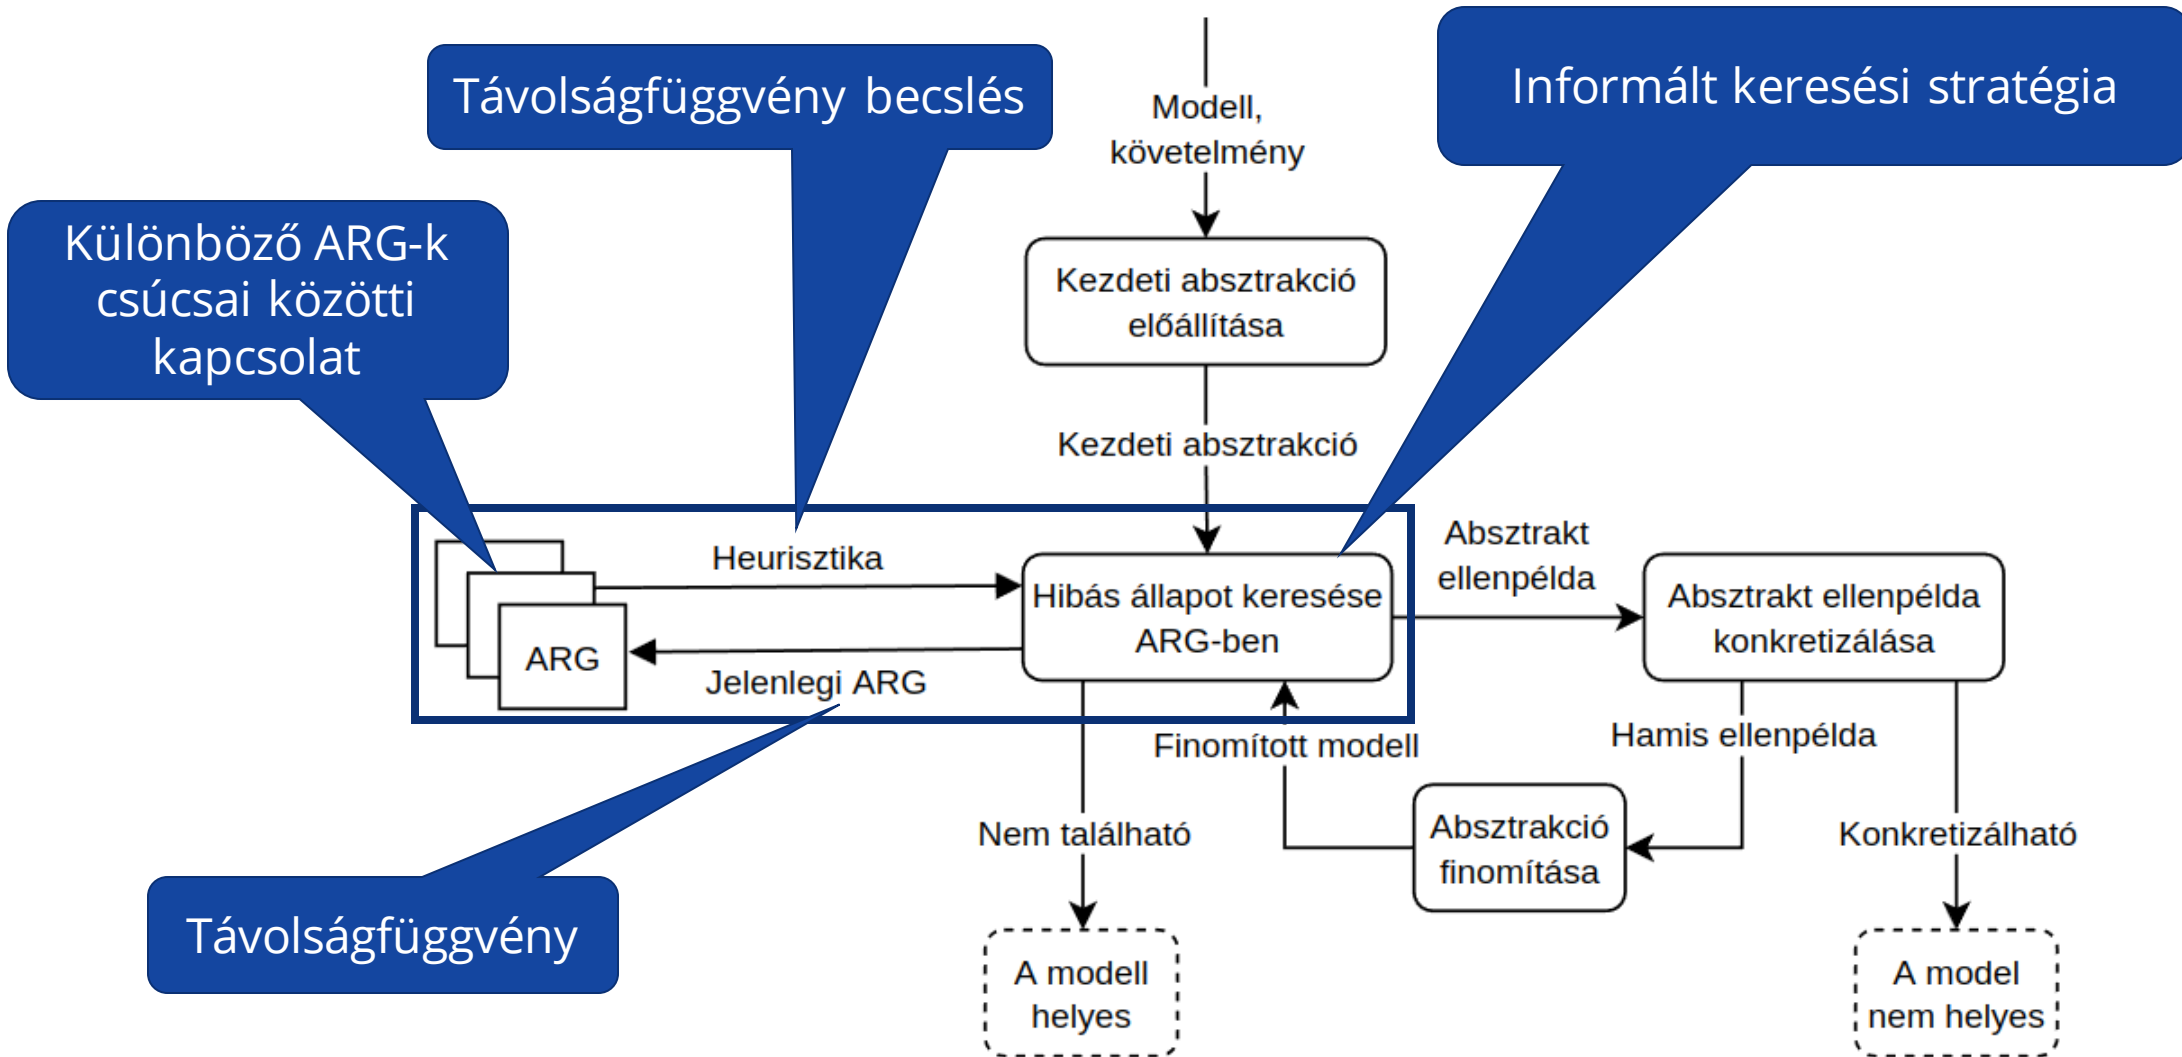 Távolságfüggvény becslés
Informált keresési stratégia
Modell,
követelmény
Különböző ARG-k
csúcsai közötti
kapcsolat
Kezdeti absztrakció
előállítása
Kezdeti absztrakció
Heurisztika
Absztrakt
ellenpélda
Hibás állapot keresése
ARG-ben
Absztrakt ellenpélda
konkretizálása
ARG
Jelenlegi ARG
Finomított modell
Hamis ellenpélda
Nem található
Absztrakció
finomítása
Konkretizálható
Távolságfüggvény
A modell
helyes
A model
nem helyes